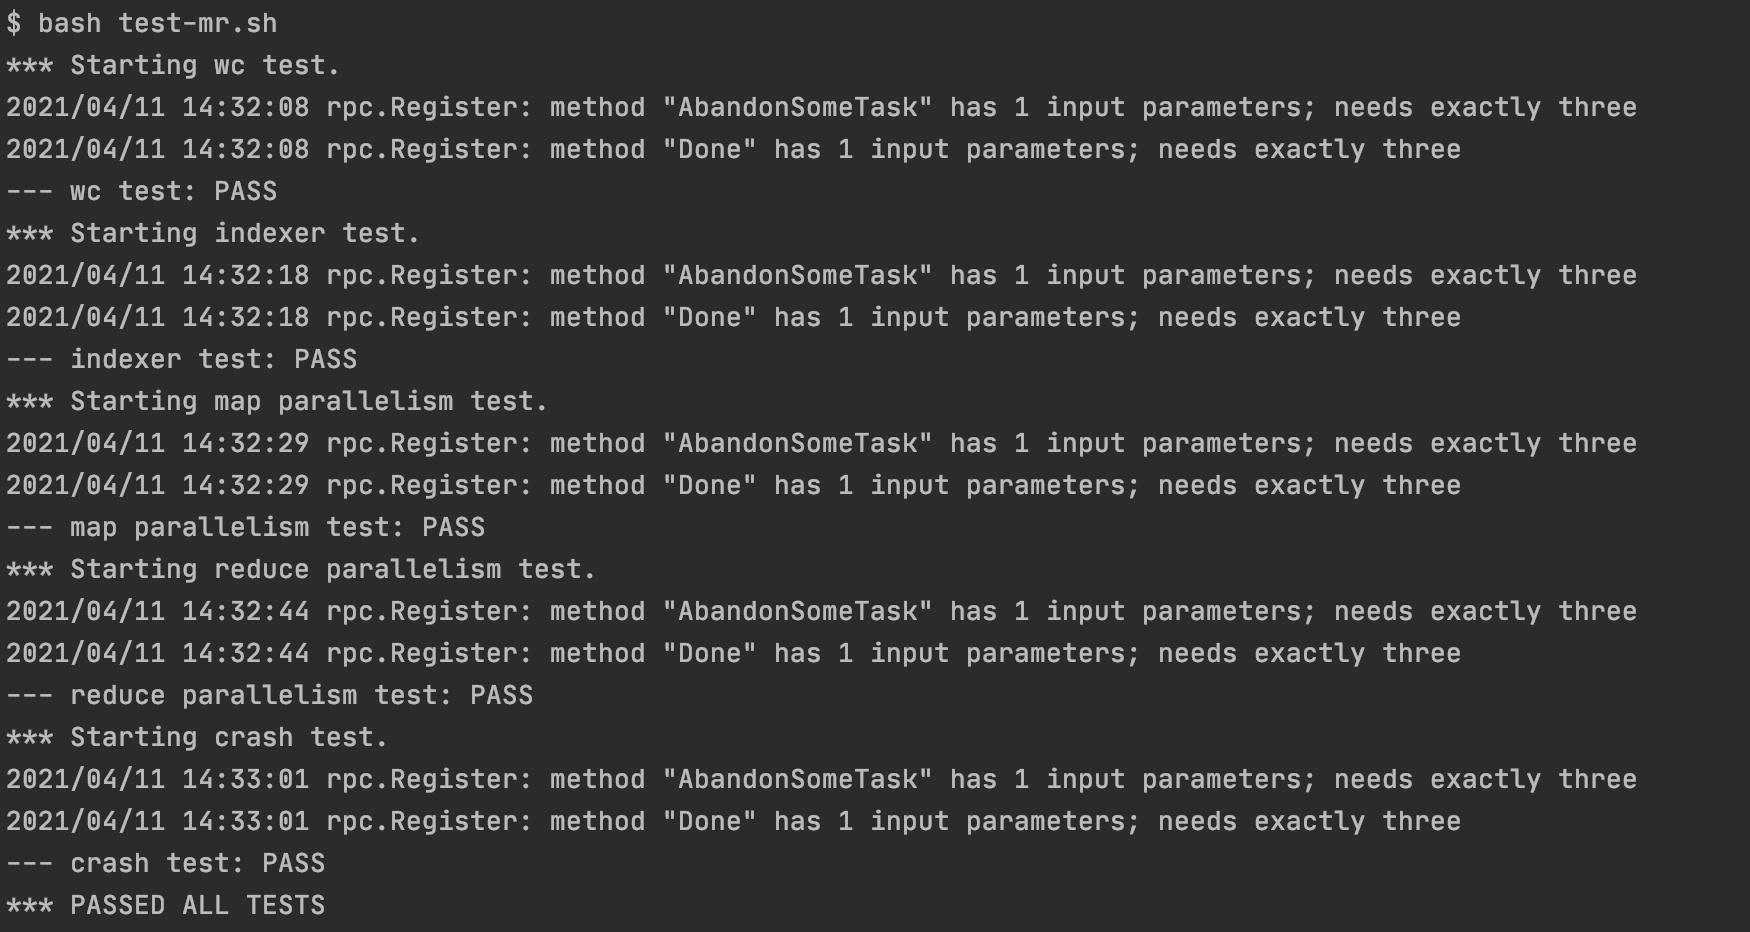 $ bash test-mr.sh
*** Starting wc test.
2021/04/11 14:32:08 rpc.Register: method "AbandonSomeTask" has 1 input parameters; needs exactly three
2021/04/11 14:32:08 rpc.Register: method "Done" has 1 input parameters; needs exactly three
--- wc test: PASS
*** Starting indexer test.
2021/04/11 14:32:18 rpc.Register: method "AbandonSomeTask" has 1 input parameters; needs exactly three
2021/04/11 14:32:18 rpc.Register: method "Done" has 1 input parameters; needs exactly three
--- indexer test: PASS
*** Starting map parallelism test.
2021/04/11 14:32:29 rpc.Register: method "AbandonSomeTask" has 1 input parameters; needs exactly three
2021/04/11 14:32:29 rpc.Register: method "Done" has 1 input parameters; needs exactly three
--- map parallelism test: PASS
*** Starting reduce parallelism test.
2021/04/11 14:32:44 rpc.Register: method "AbandonSomeTask" has 1 input parameters; needs exactly three
2021/04/11 14:32:44 rpc.Register: method "Done" has 1 input parameters; needs exactly three
--- reduce parallelism test: PASS
*** Starting crash test.
2021/04/11 14:33:01 rpc.Register: method "AbandonSomeTask" has 1 input parameters; needs exactly three
2021/04/11 14:33:01 rpc.Register: method "Done" has 1 input parameters; needs exactly three
--- crash test: PASS
*** PASSED ALL TESTS